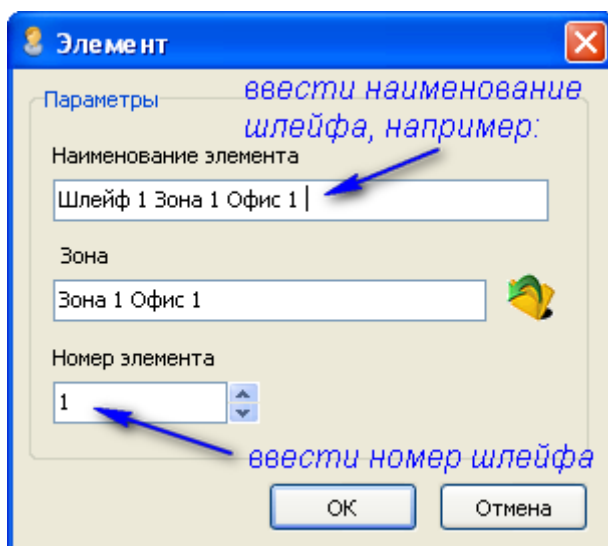 Элемент
Параметры
ввести наименование
шлейфа, например:
Наименование элемента
Шлейф 1 Зона 1 Офис 1
Зона
Зона 1 Офис 1
Номер элемента
1
ввести номер шлейфа
ОК
Отмена